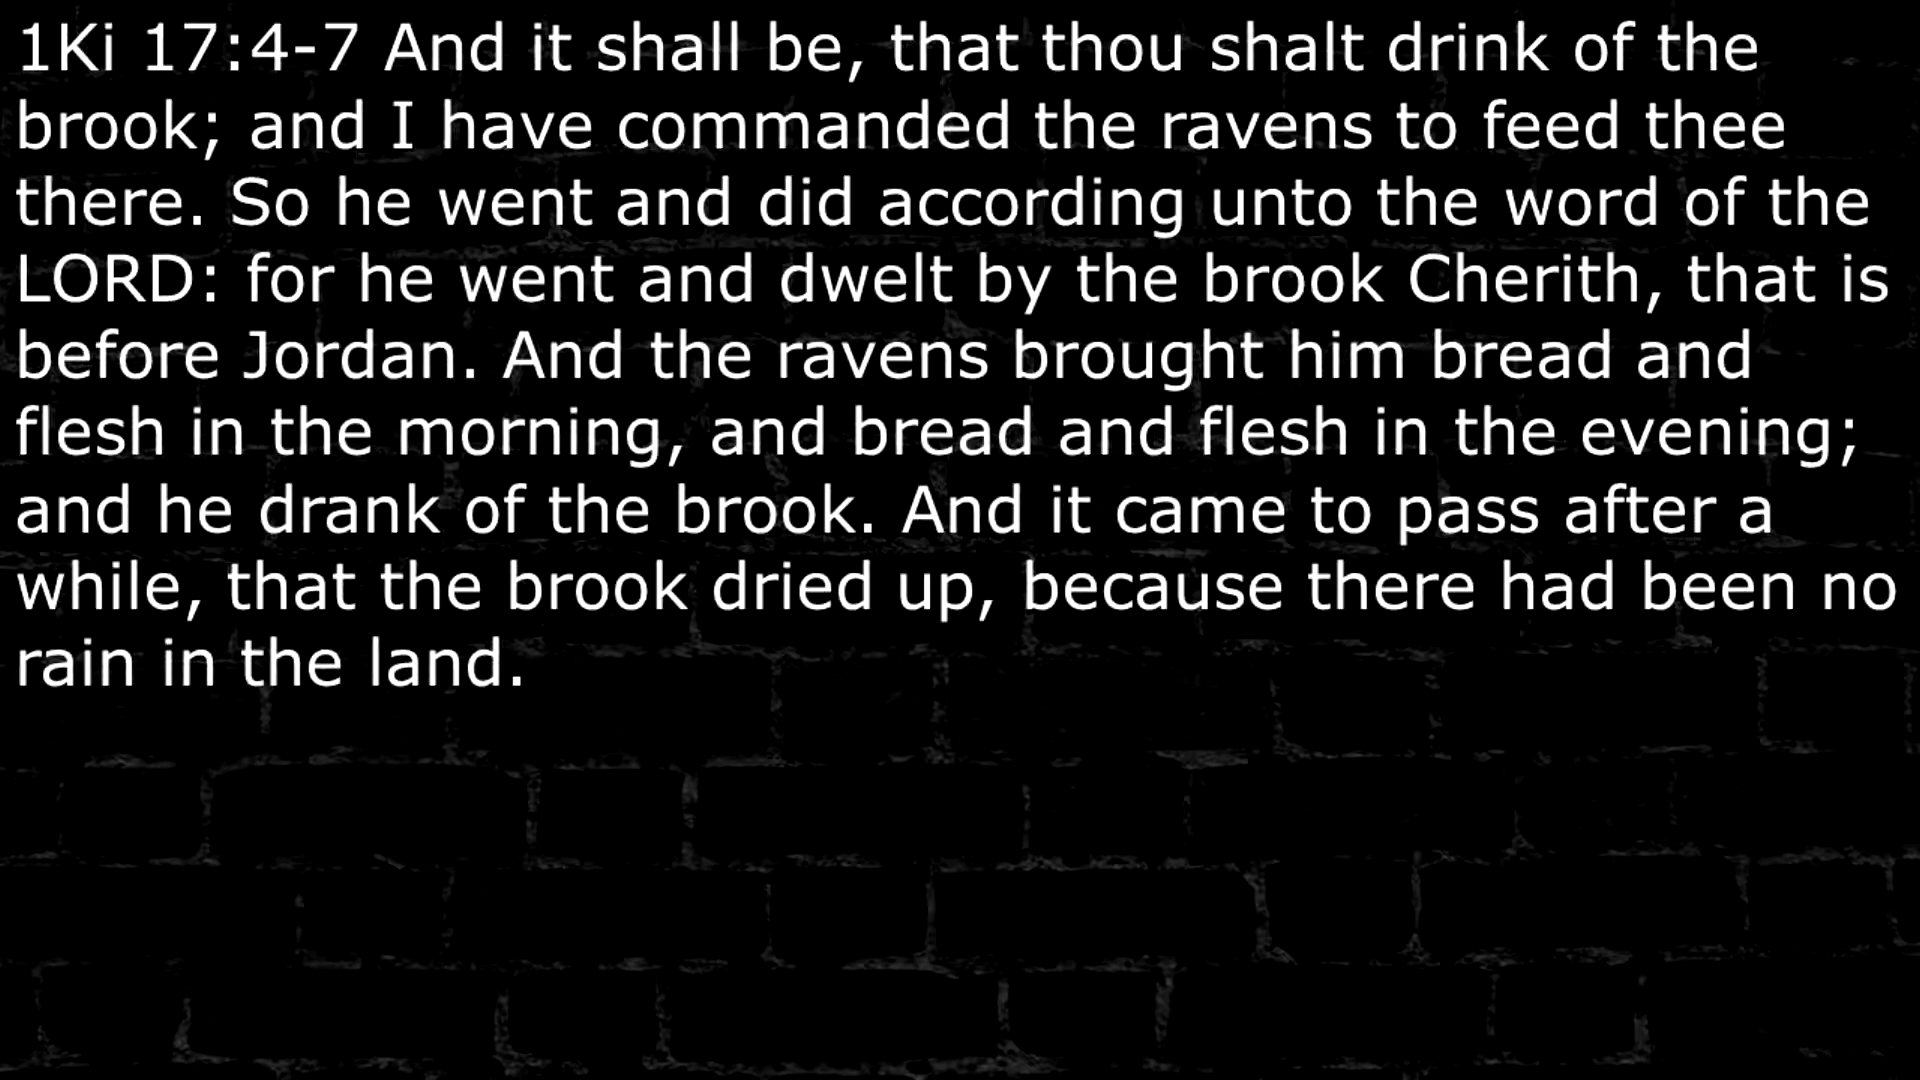 1Ki 17:4-7 And it shall be, that thou shalt drink of the
brook; and I have commanded the ravens to feed thee
there. So he went and did according unto the word of the
LORD: for he went and dwelt by the brook Cherith, that is
before Jordan. And the ravens brought him bread and
flesh in the morning, and bread and flesh in the evening;
and he drank of the brook. And it came to pass after a
while, that the brook dried up, because there had been no
rain in the land.